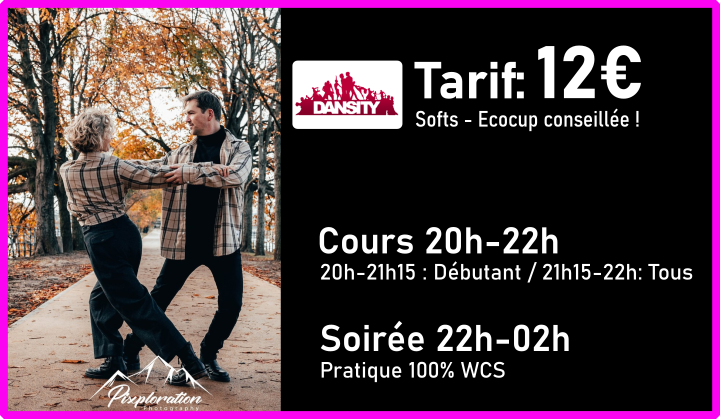 DANSITY
Tarif: 12€
Softs - Ecocup conseillée !
Cours 20h-22h
20h-21h15 : Débutant / 21h15-22h: Tous
Soirée 22h-02h
Pratique 100% WCS
Pixploration
Photography